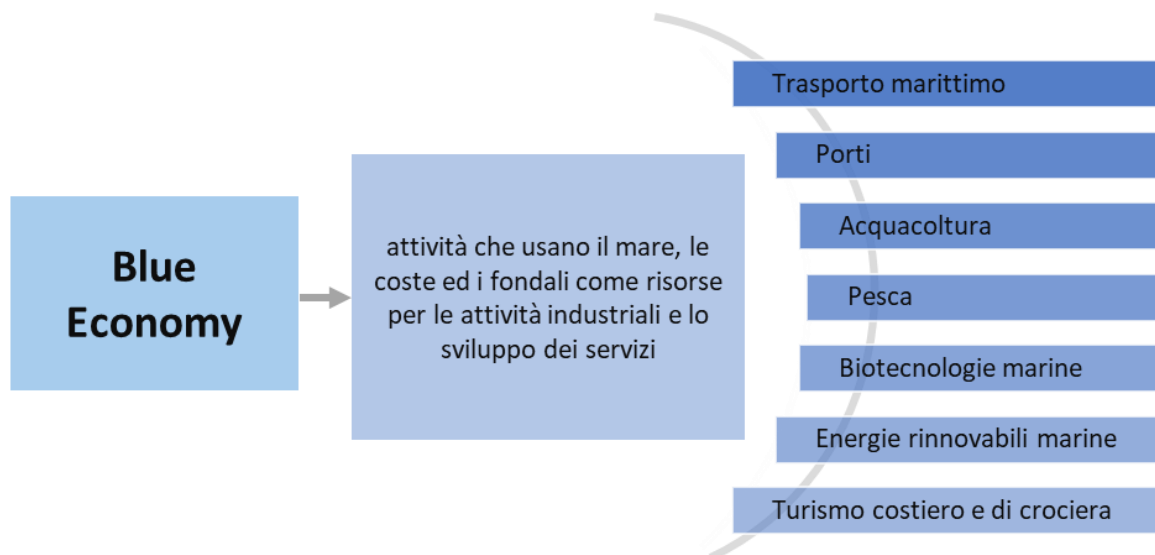 Blue
Economy
attività che usano il mare, le
coste ed i fondali come risorse
per le attività industriali e lo
sviluppo dei servizi
Trasporto marittimo
Porti
Acquacoltura
Pesca
Biotecnologie marine
Energie rinnovabili marine
Turismo costiero e di crociera